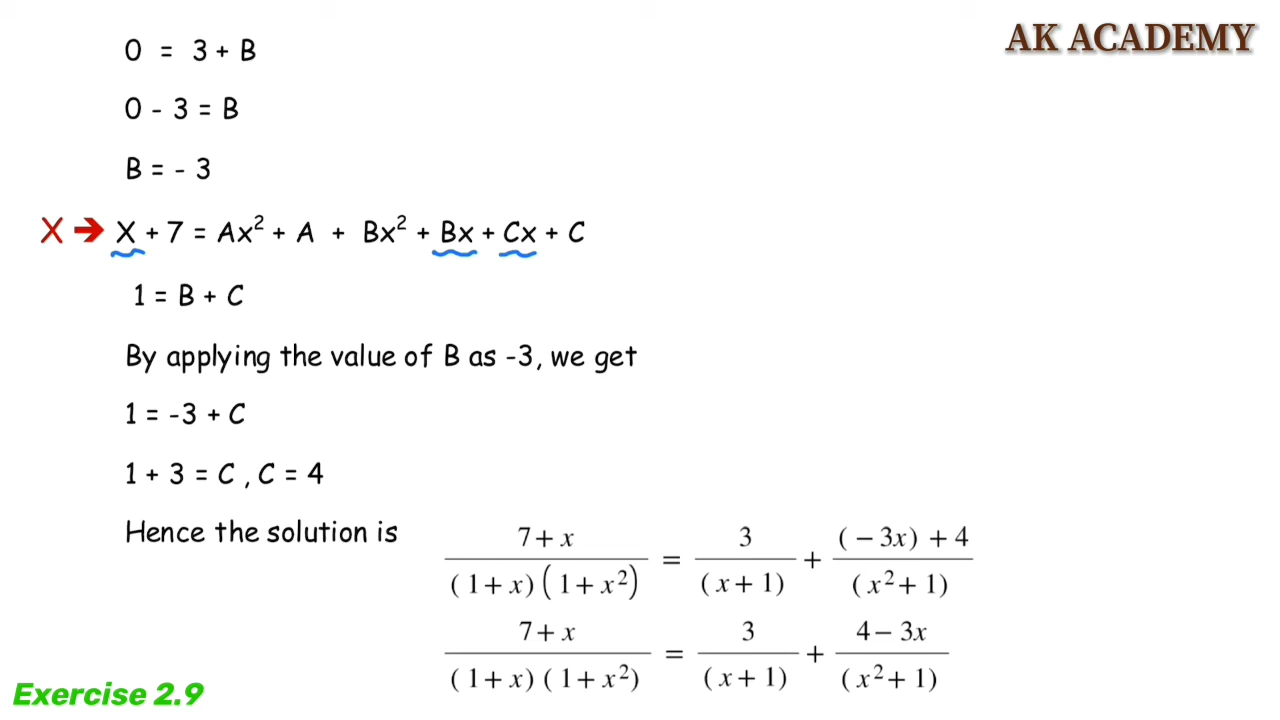 AK ACADEMY
0 = 3 + B
0 - 3 = B
B = - 3
X ➔ X + 7 = Ax² + A + Bx² + Bx + Cx + C
1 = B + C
By applying the value of B as -3, we get
1 = -3 + C
1 + 3 = C , C = 4
Hence the solution is
7 + x / (1 + x) (1 + x²) = 3 / (x + 1) + (− 3x) + 4 / (x² + 1)
7 + x / (1 + x) (1 + x²) = 3 / (x + 1) + 4 − 3x / (x² + 1)
Exercise 2.9